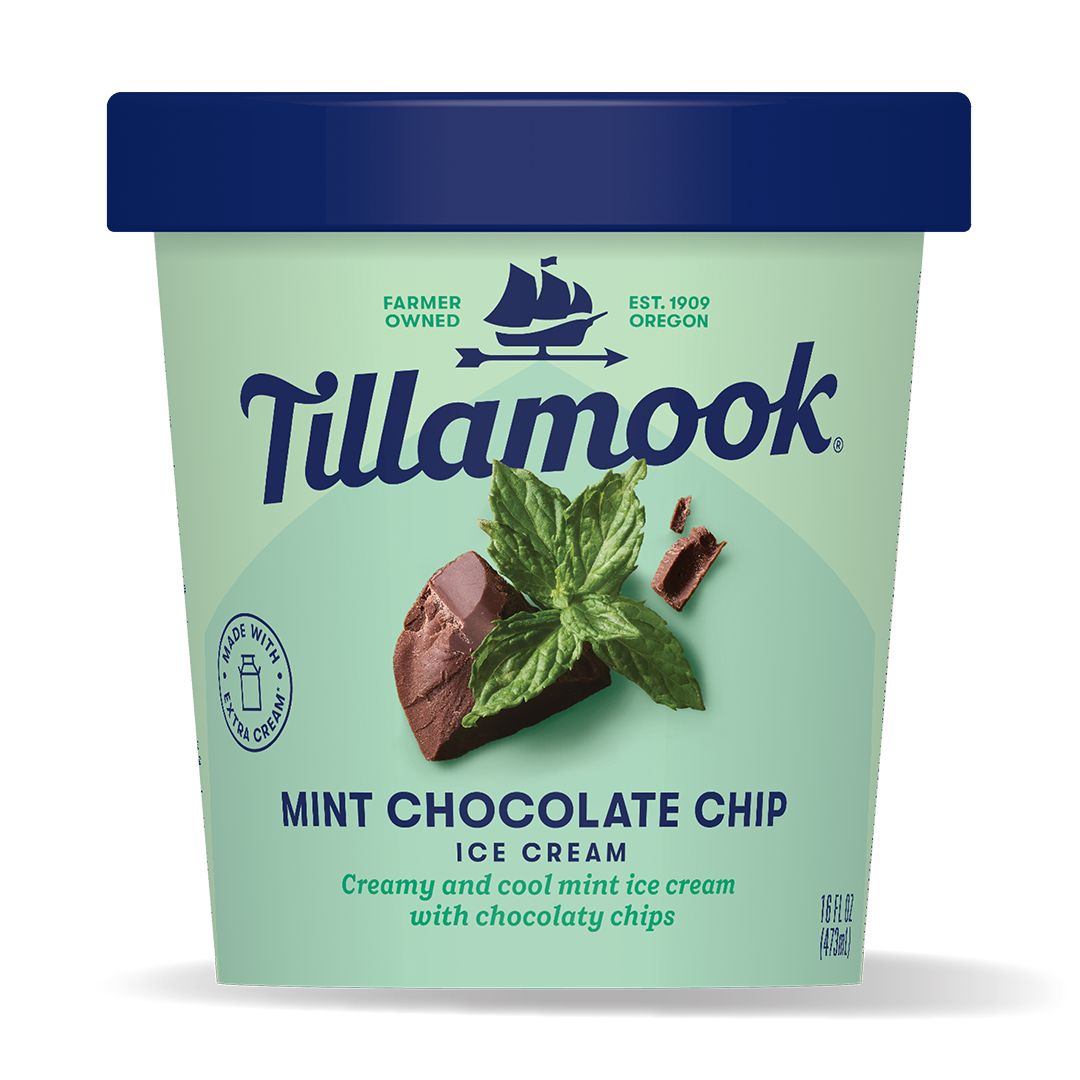 FARMER
OWNED
EST. 1909
OREGON
Tillamook®
MADE WITH
EXTRA CREAM*
MINT CHOCOLATE CHIP
ICE CREAM
Creamy and cool mint ice cream
with chocolaty chips
16 FL OZ
(473mL)